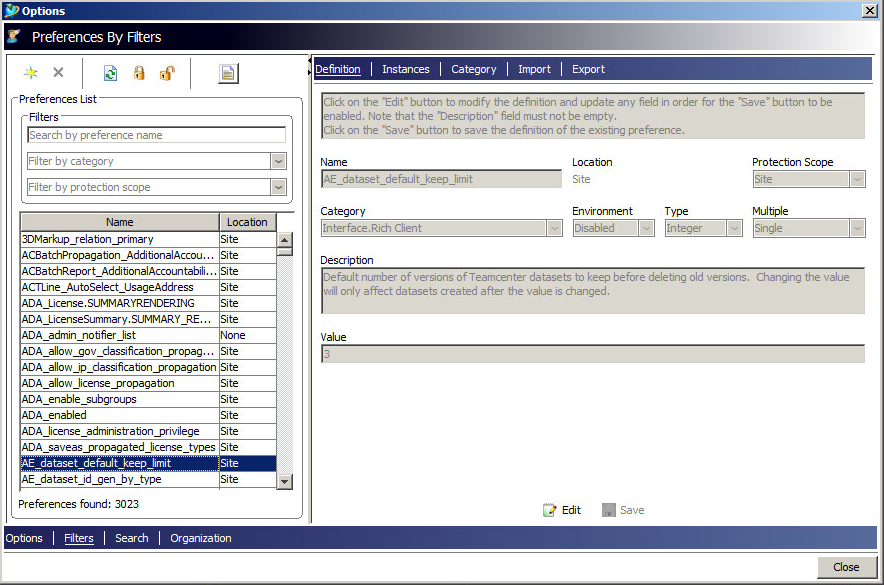 Options
Preferences By Filters
Preferences List
Filters
Search by preference name
Filter by category
Filter by protection scope
Name Location
3DMarkup_relation_primary Site
ACBatchPropagation_AdditionalAccou... Site
ACBatchReport_AdditionalAccountabili... Site
ACTLine_AutoSelect_UsageAddress Site
ADA_License.SUMMARYRENDERING Site
ADA_LicenseSummary.SUMMARY_RE... Site
ADA_admin_notifier_list None
ADA_allow_gov_classification_propag... Site
ADA_allow_ip_classification_propagation Site
ADA_allow_license_propagation Site
ADA_enable_subgroups Site
ADA_enabled Site
ADA_license_administration_privilege Site
ADA_saveas_propagated_license_types Site
AE_dataset_default_keep_limit Site
AE_dataset_id_gen_by_type Site
Preferences found: 3023
Definition Instances Category Import Export
Click on the "Edit" button to modify the definition and update any field in order for the "Save" button to be
enabled. Note that the "Description" field must not be empty.
Click on the "Save" button to save the definition of the existing preference.
Name Location Protection Scope
AE_dataset_default_keep_limit Site Site
Category Environment Type Multiple
Interface.Rich Client Disabled Integer Single
Description
Default number of versions of Teamcenter datasets to keep before deleting old versions. Changing the value
will only affect datasets created after the value is changed.
Value
3
Edit Save
Options Filters Search Organization
Close